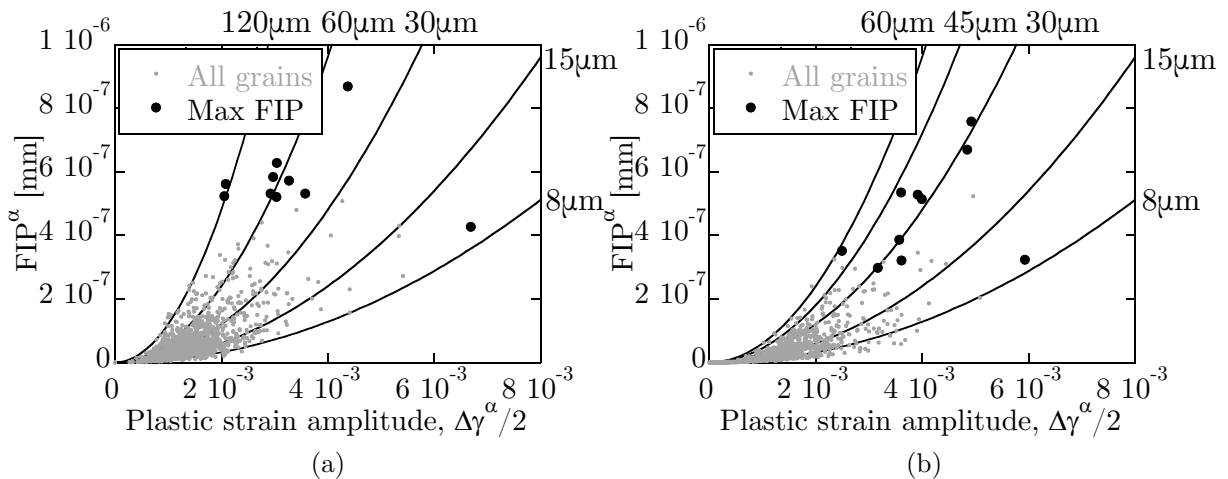 120μm 60μm 30μm
1 10⁻⁶
All grains
Max FIP
8 10⁻⁷
6 10⁻⁷
4 10⁻⁷
2 10⁻⁷
0
FIPᵅ [mm]
15μm
8μm
0 2 10⁻³ 4 10⁻³ 6 10⁻³ 8 10⁻³
Plastic strain amplitude, Δγᵅ/2
(a)
60μm 45μm 30μm
1 10⁻⁶
All grains
Max FIP
8 10⁻⁷
6 10⁻⁷
4 10⁻⁷
2 10⁻⁷
0
FIPᵅ [mm]
15μm
8μm
0 2 10⁻³ 4 10⁻³ 6 10⁻³ 8 10⁻³
Plastic strain amplitude, Δγᵅ/2
(b)